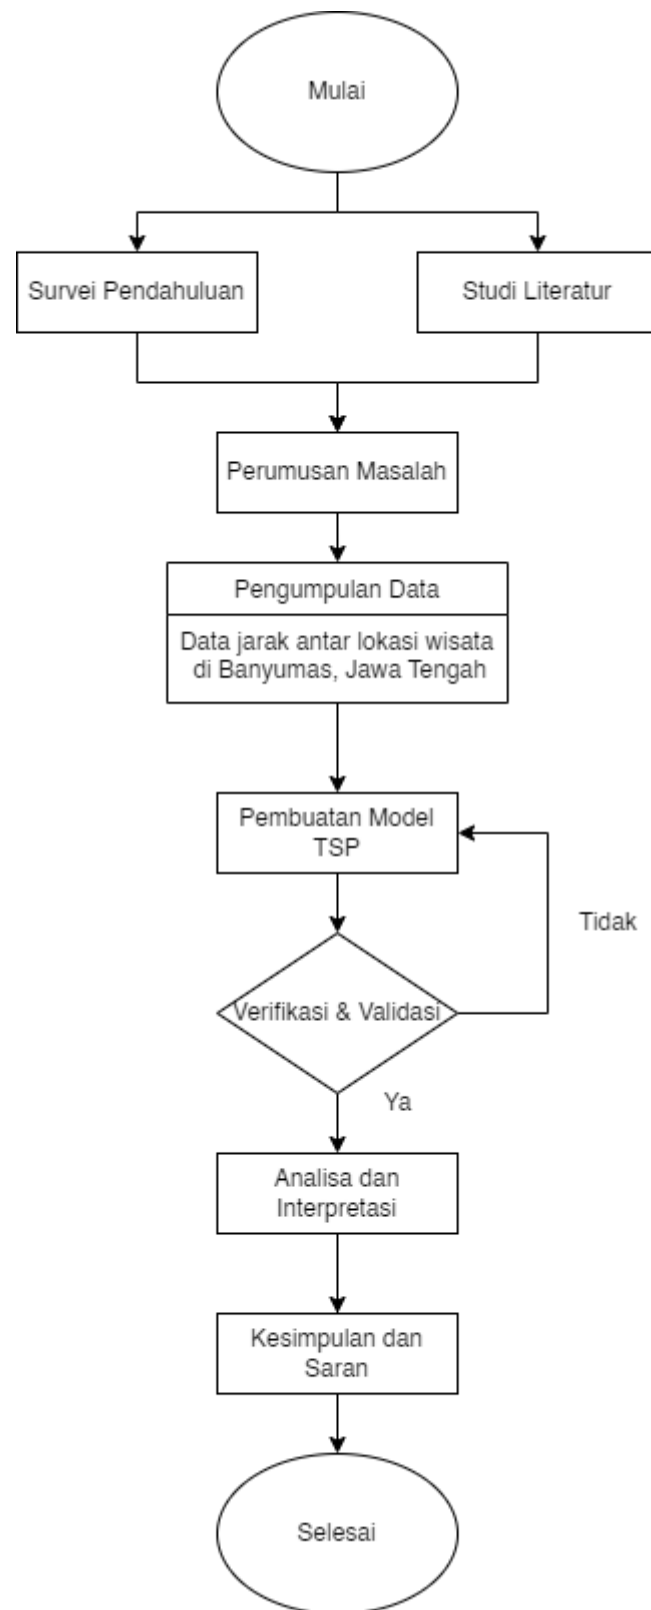 Mulai
Survei Pendahuluan
Studi Literatur
Perumusan Masalah
Pengumpulan Data
Data jarak antar lokasi wisata
di Banyumas, Jawa Tengah
Pembuatan Model
TSP
Tidak
Verifikasi & Validasi
Ya
Analisa dan
Interpretasi
Kesimpulan dan
Saran
Selesai